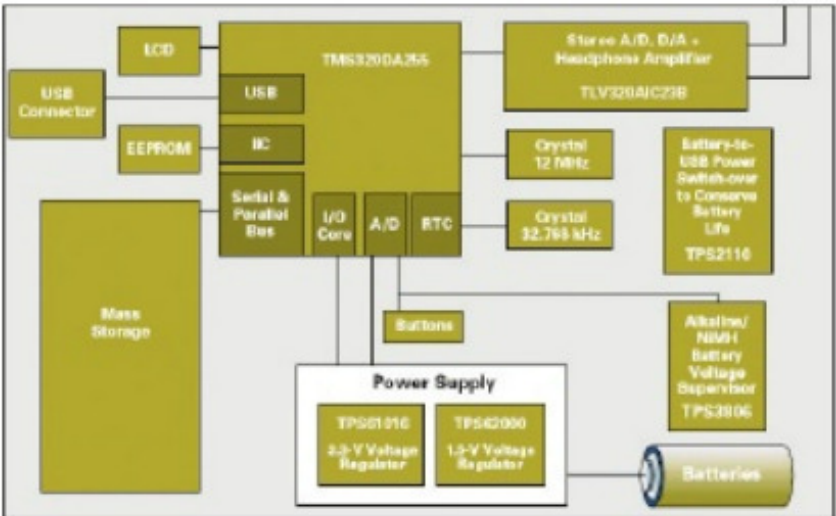 LCD
TMS320DA255
Stereo A/D, D/A +
Headphone Amplifier
TLV320AIC23B
USB
Connector
USB
EEPROM
IIC
Crystal
12 MHz
Battery-to-
USB Power
Switch-over
to Conserve
Battery
Life
TPS2110
Serial &
Parallel
Bus
I/O
Core
A/D
RTC
Crystal
32.768 kHz
Mass
Storage
Buttons
Alkaline/
NiMH
Battery
Voltage
Supervisor
TPS3806
Power Supply
TPS61016
3.3-V Voltage
Regulator
TPS62000
1.5-V Voltage
Regulator
Batteries